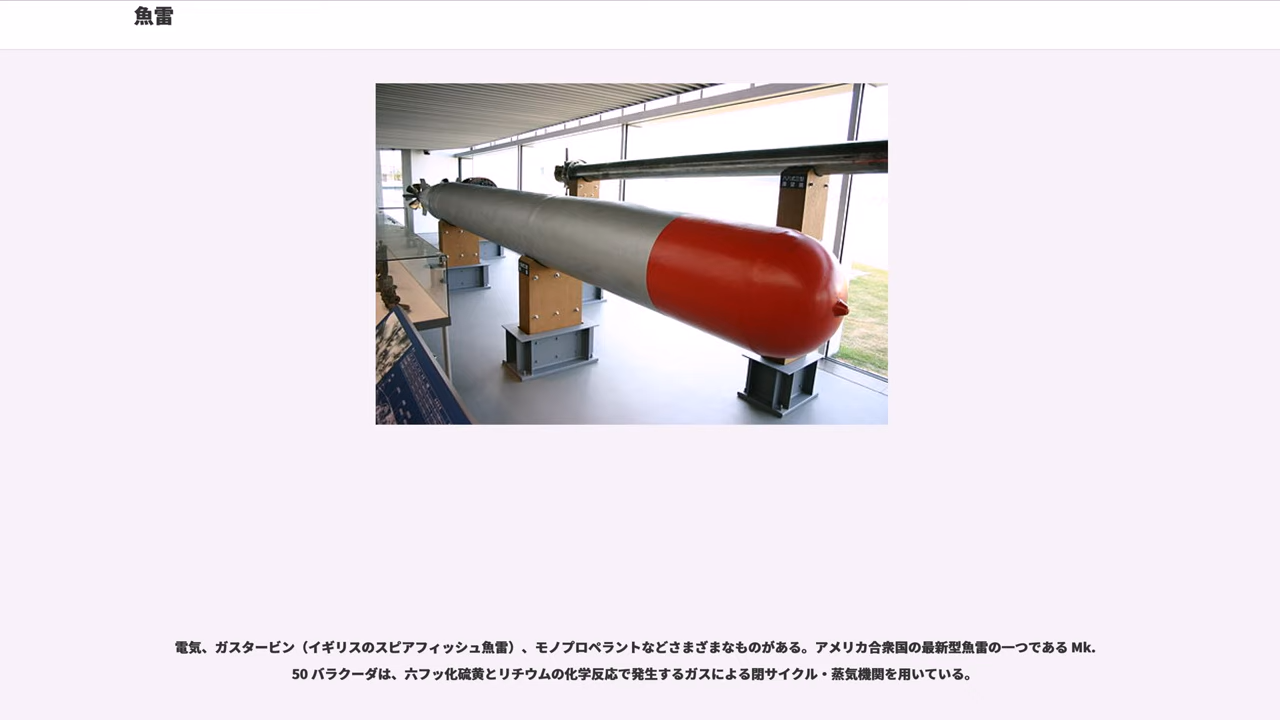 魚雷
電気、ガスタービン（イギリスのスピアフィッシュ魚雷）、モノプロペラントなどさまざまなものがある。アメリカ合衆国の最新型魚雷の一つである Mk.
50 バラクーダは、六フッ化硫黄とリチウムの化学反応で発生するガスによる閉サイクル・蒸気機関を用いている。